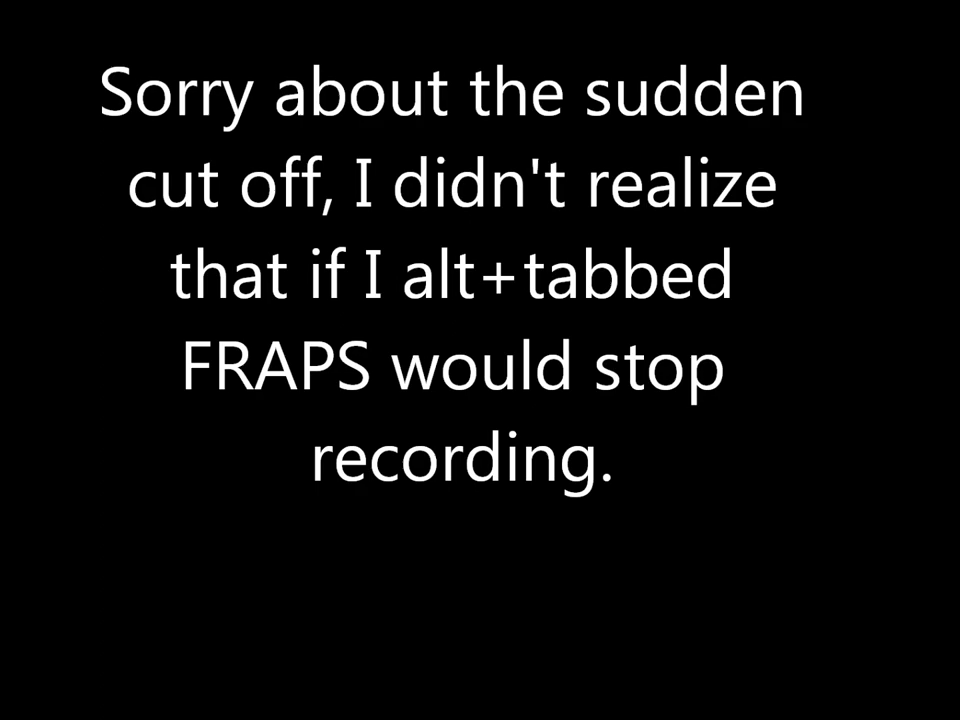 Sorry about the sudden
cut off, I didn't realize
that if I alt+tabbed
FRAPS would stop
recording.